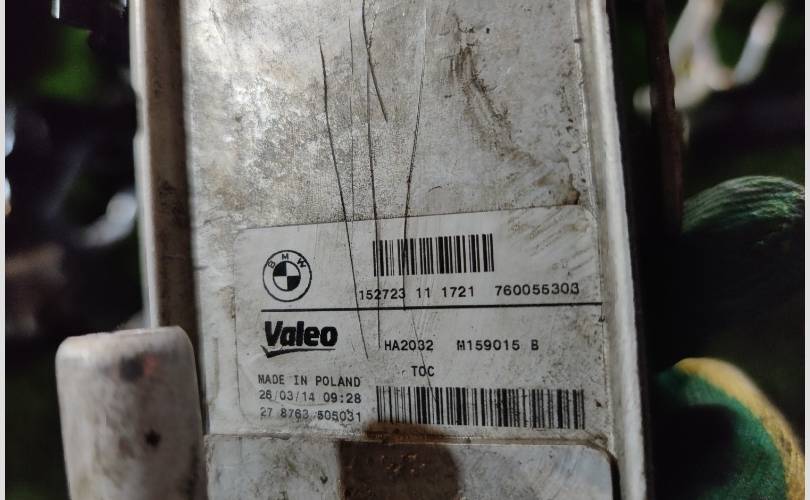 BMW
152723 11 1721 760055303
Valeo
HA2032 M159015 B
TOC
MADE IN POLAND
26/03/14 09:28
27 8763 505031